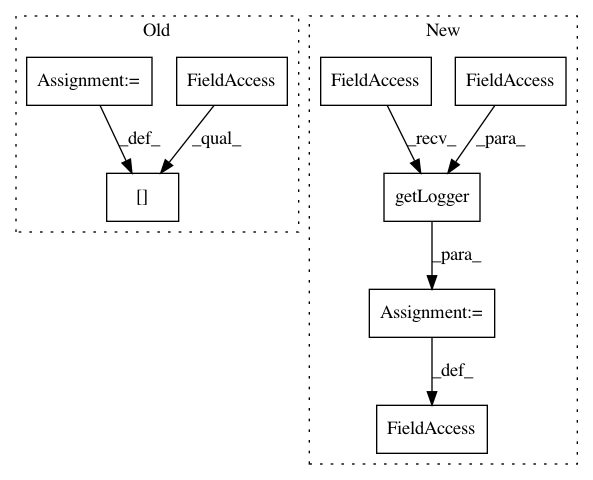 Old
New
Assignment:=
FieldAccess
FieldAccess
FieldAccess
_def_
_qual_
_recv_
_para_
[]
getLogger
_para_
Assignment:=
_def_
FieldAccess